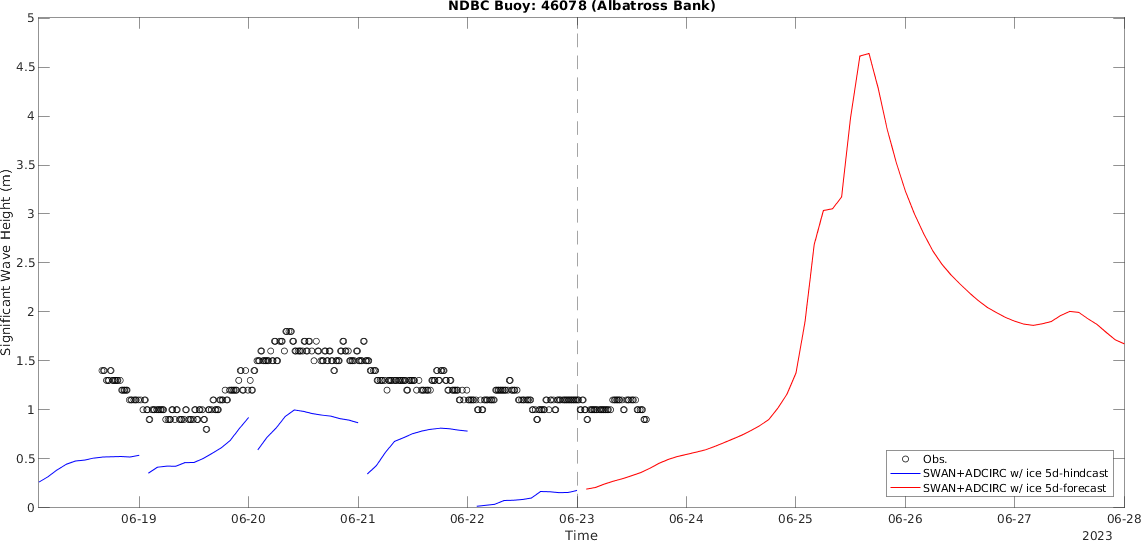 NDBC Buoy: 46078 (Albatross Bank)
Significant Wave Height (m)
5
4.5
4
3.5
3
2.5
2
1.5
1
0.5
0
Obs.
SWAN+ADCIRC w/ ice 5d-hindcast
SWAN+ADCIRC w/ ice 5d-forecast
06-19 06-20 06-21 06-22 06-23 06-24 06-25 06-26 06-27 06-28
Time
2023